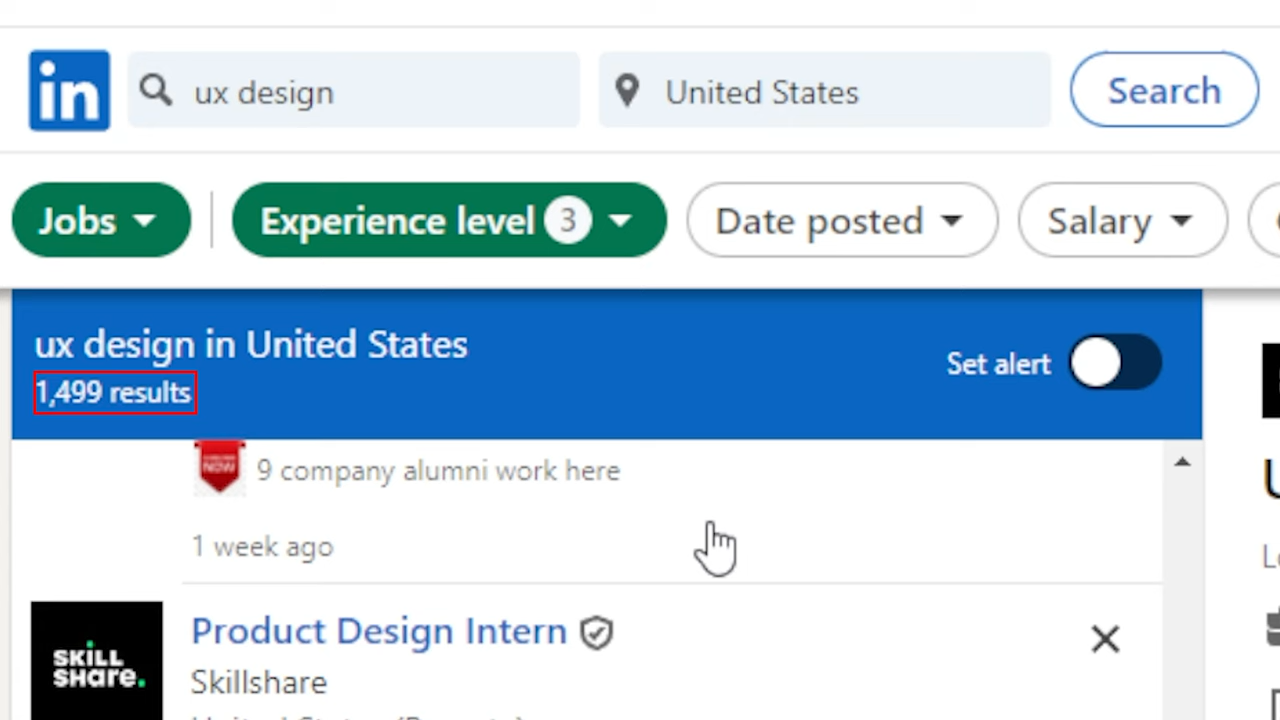 in
ux design
United States
Search
Jobs
Experience level 3
Date posted
Salary
ux design in United States
1,499 results
Set alert
NOW
9 company alumni work here
1 week ago
Product Design Intern
SKiLL
SHare.
Skillshare